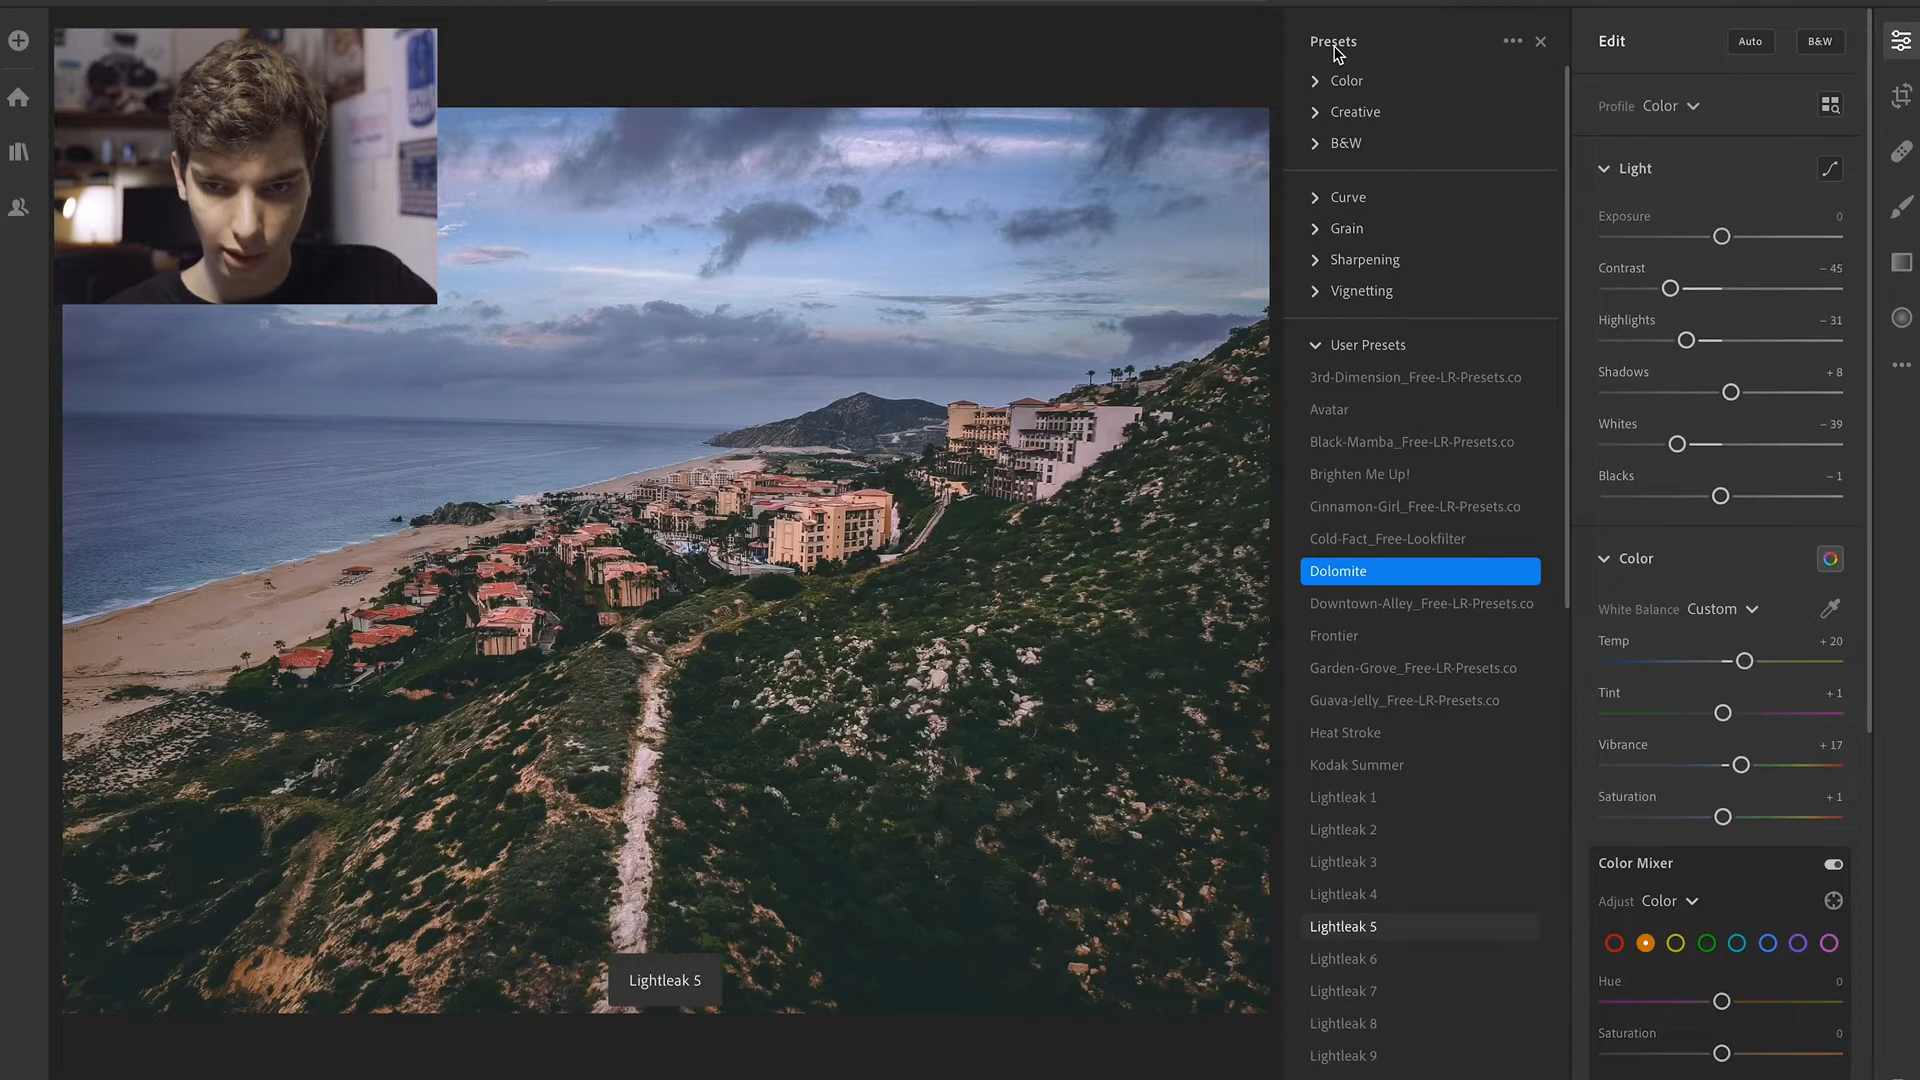 Presets
Color
Creative
B&W
Curve
Grain
Sharpening
Vignetting
User Presets
3rd-Dimension_Free-LR-Presets.co
Avatar
Black-Mamba_Free-LR-Presets.co
Brighten Me Up!
Cinnamon-Girl_Free-LR-Presets.co
Cold-Fact_Free-Lookfilter
Dolomite
Downtown-Alley_Free-LR-Presets.co
Frontier
Garden-Grove_Free-LR-Presets.co
Guava-Jelly_Free-LR-Presets.co
Heat Stroke
Kodak Summer
Lightleak 1
Lightleak 2
Lightleak 3
Lightleak 4
Lightleak 5
Lightleak 6
Lightleak 7
Lightleak 8
Lightleak 9
Lightleak 5
Edit Auto B&W
Profile Color
Light
Exposure 0
Contrast – 45
Highlights – 31
Shadows + 8
Whites – 39
Blacks – 1
Color
White Balance Custom
Temp + 20
Tint + 1
Vibrance + 17
Saturation + 1
Color Mixer
Adjust Color
Hue 0
Saturation 0